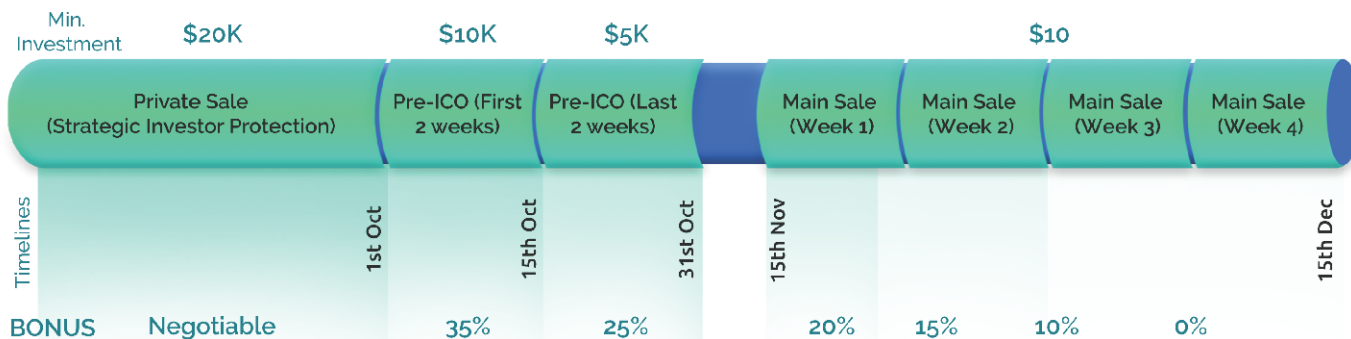 Min.
Investment
$20K
$10K
$5K
$10
Private Sale
(Strategic Investor Protection)
Pre-ICO (First
2 weeks)
Pre-ICO (Last
2 weeks)
Main Sale
(Week 1)
Main Sale
(Week 2)
Main Sale
(Week 3)
Main Sale
(Week 4)
Timelines
1st Oct
15th Oct
31st Oct
15th Nov
15th Dec
BONUS
Negotiable
35%
25%
20%
15%
10%
0%